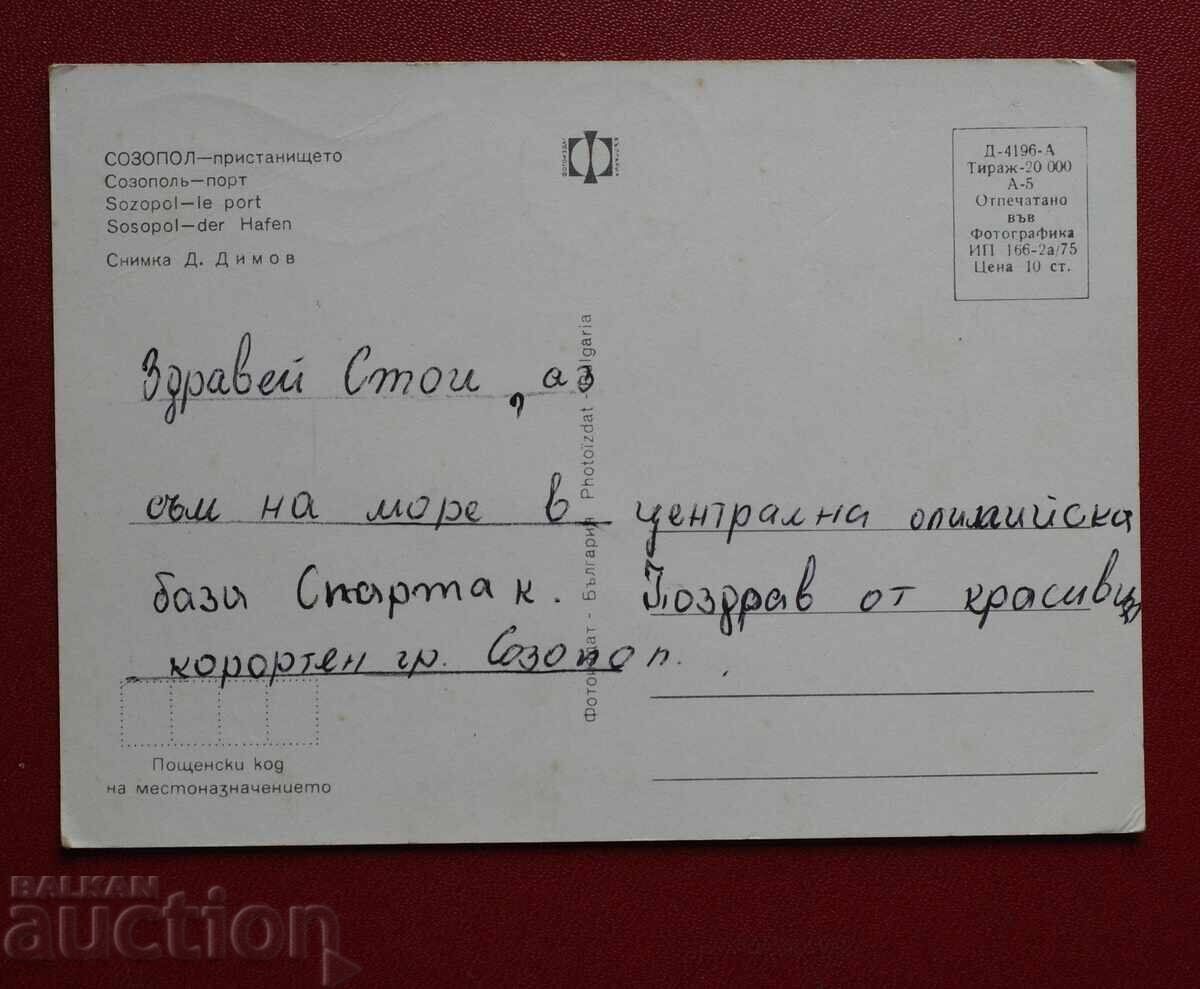 СОЗОПОЛ—пристанището
Созополь—порт
Sozopol—le port
Sosopol—der Hafen
Снимка Д. Димов
Д-4196-А
Тираж-20 000
А-5
Отпечатано
във
Фотографика
ИП 166-2а/75
Цена 10 ст.
Здравей Стои, аз
съм на море в централна олимпийска
база Спартак. Поздрав от красивия
корортен гр. Созопол.
Фотоиздат - България Photoïzdat - Bulgaria
Пощенски код
на местоназначението
BALKAN
auction